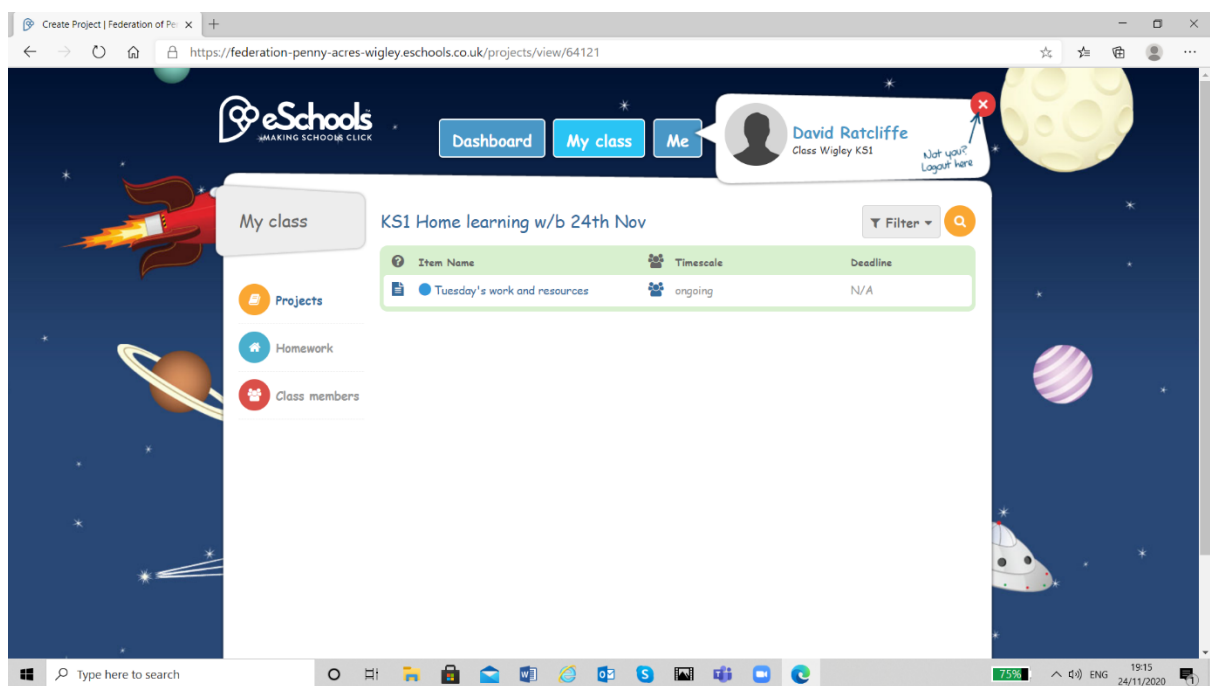 Create Project | Federation of Pe
https://federation-penny-acres-wigley.eschools.co.uk/projects/view/64121
eSchools
MAKING SCHOOLS CLICK
Dashboard
My class
Me
David Ratcliffe
Class Wigley KS1
Not you?
Logout here
My class
KS1 Home learning w/b 24th Nov
Filter
Item Name
Timescale
Deadline
Tuesday's work and resources
ongoing
N/A
Projects
Homework
Class members
Type here to search
75%
ENG
19:15
24/11/2020